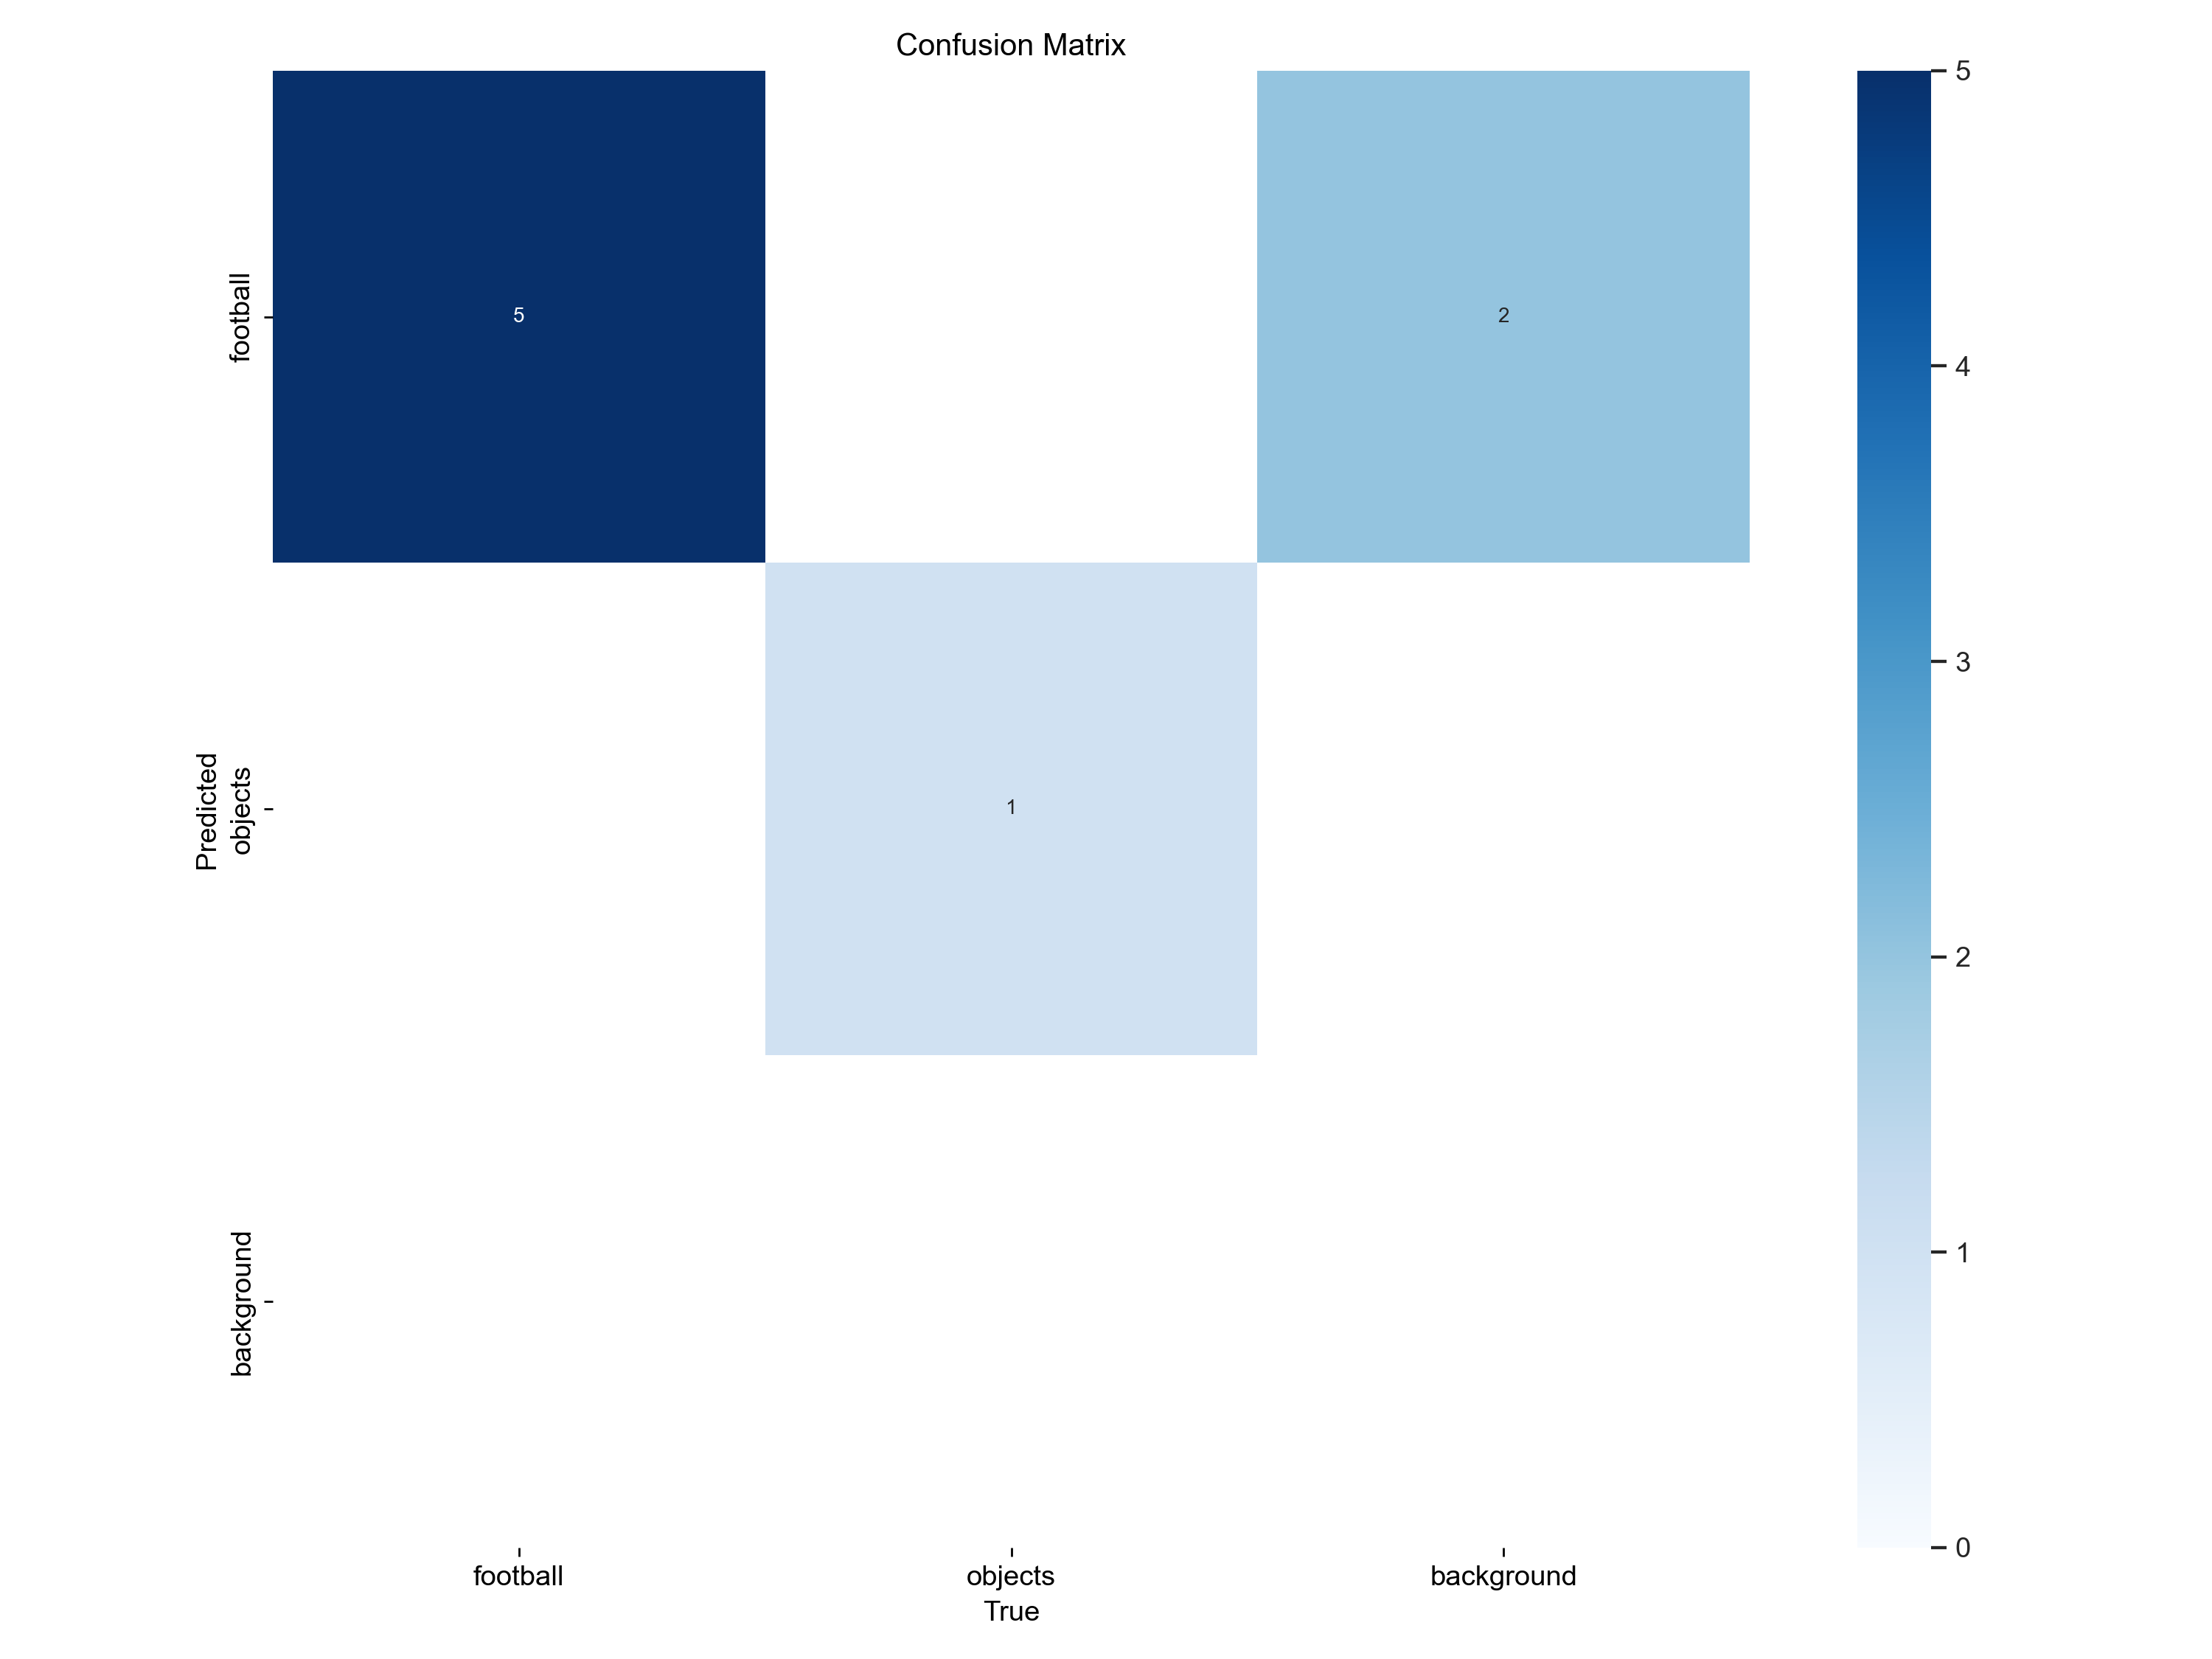 Confusion Matrix
football
5
2
Predicted
objects
1
background
football
objects
background
True
5
4
3
2
1
0